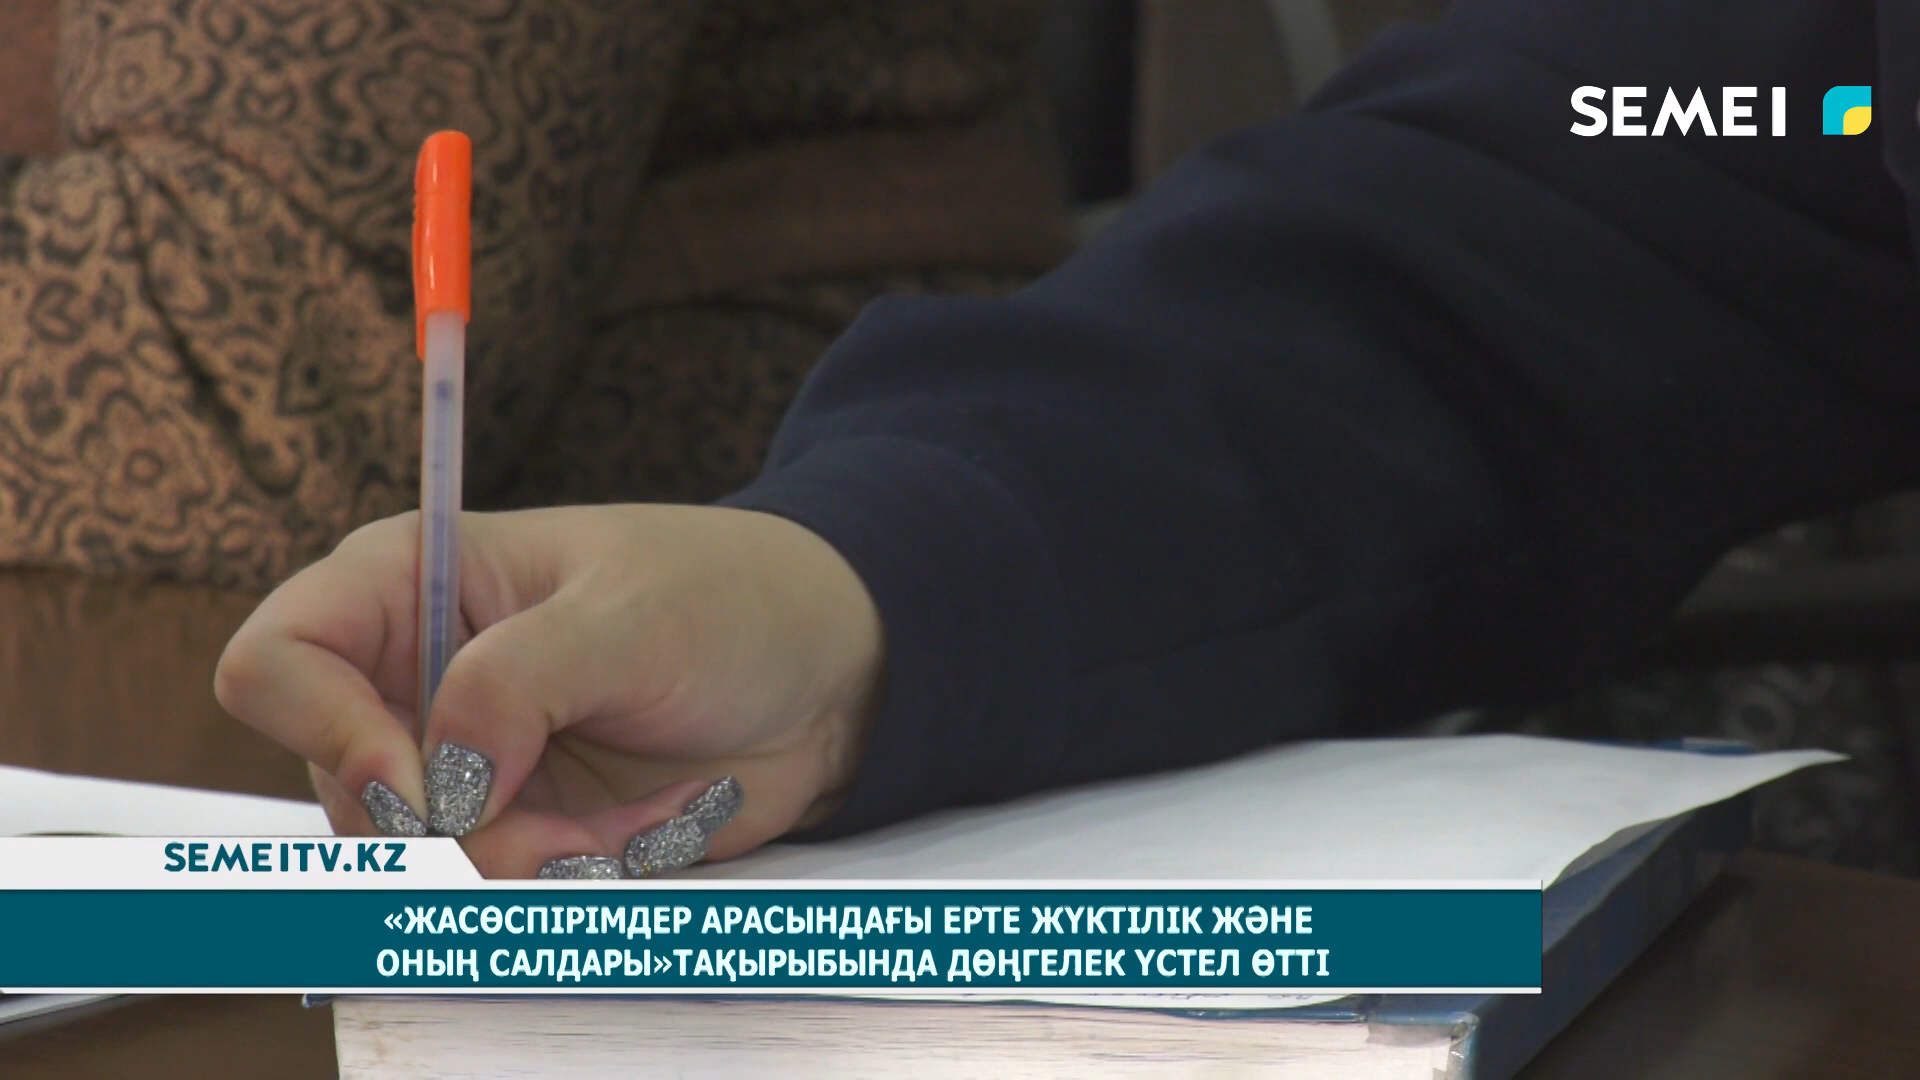 SEMEI
SEMEITV.KZ
«ЖАСӨСПІРІМДЕР АРАСЫНДАҒЫ ЕРТЕ ЖҮКТІЛІК ЖӘНЕ
ОНЫҢ САЛДАРЫ»ТАҚЫРЫБЫНДА ДӨҢГЕЛЕК ҮСТЕЛ ӨТТІ